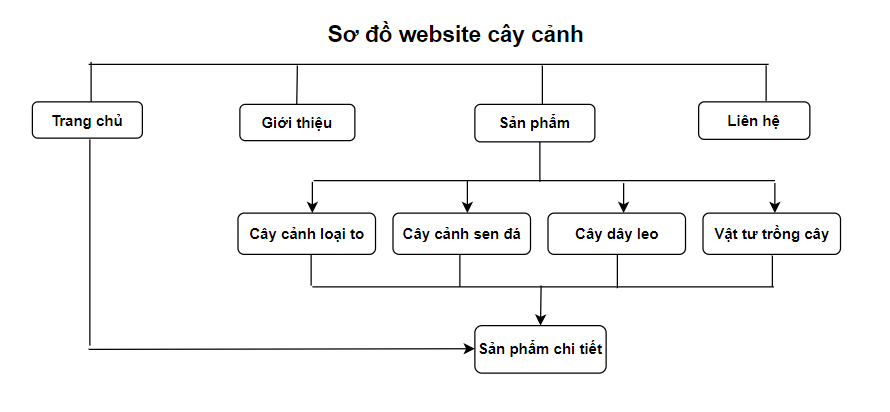 Sơ đồ website cây cảnh
Trang chủ
Giới thiệu
Sản phẩm
Liên hệ
Cây cảnh loại to
Cây cảnh sen đá
Cây dây leo
Vật tư trồng cây
Sản phẩm chi tiết